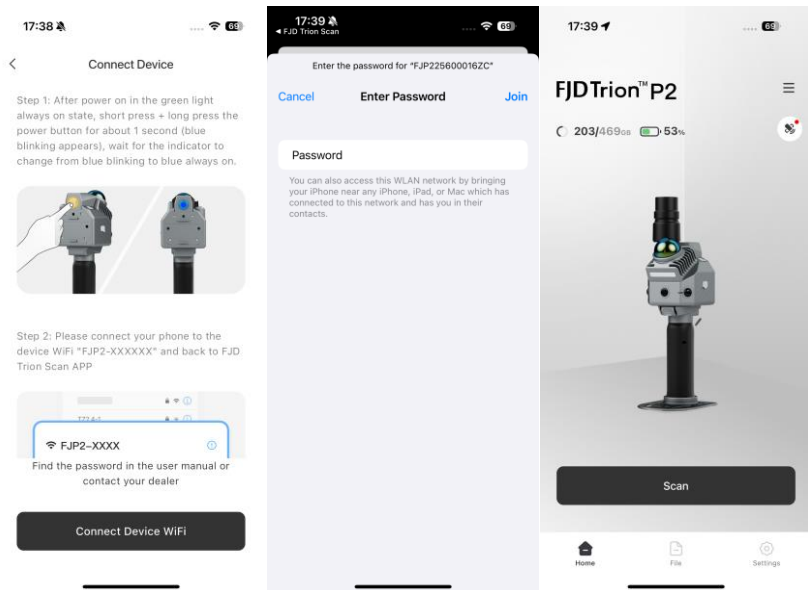 17:38
69
Connect Device
Step 1: After power on in the green light
always on state, short press + long press the
power button for about 1 second (blue
blinking appears), wait for the indicator to
change from blue blinking to blue always on.
Step 2: Please connect your phone to the
device WiFi "FJP2-XXXXXX" and back to FJD
Trion Scan APP
FJP2-XXXX
Find the password in the user manual or
contact your dealer
Connect Device WiFi
17:39
69
FJD Trion Scan
Enter the password for "FJP225600016ZC"
Cancel
Enter Password
Join
Password
You can also access this WLAN network by bringing
your iPhone near any iPhone, iPad, or Mac which has
connected to this network and has you in their
contacts.
17:39
69
FJD Trion™ P2
203/469GB 53%
Scan
Home
File
Settings